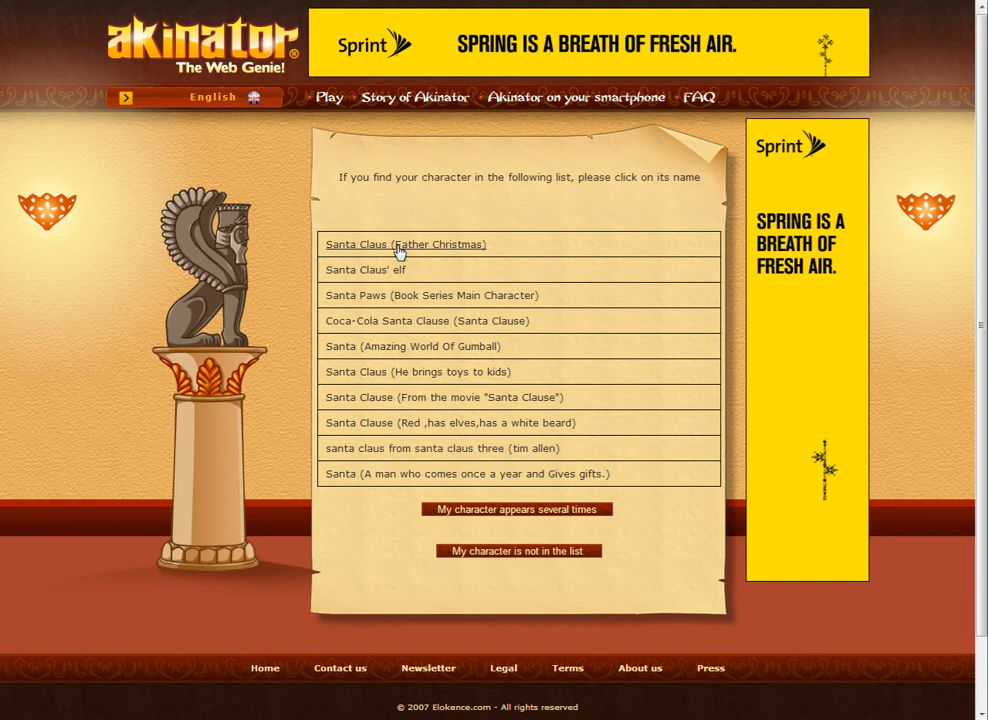 akinator®
The Web Genie!
Sprint
SPRING IS A BREATH OF FRESH AIR.
English
Play
Story of Akinator
Akinator on your smartphone
FAQ
If you find your character in the following list, please click on its name
Santa Claus (Father Christmas)
Santa Claus' elf
Santa Paws (Book Series Main Character)
Coca-Cola Santa Clause (Santa Clause)
Santa (Amazing World Of Gumball)
Santa Claus (He brings toys to kids)
Santa Clause (From the movie "Santa Clause")
Santa Clause (Red ,has elves,has a white beard)
santa claus from santa claus three (tim allen)
Santa (A man who comes once a year and Gives gifts.)
My character appears several times
My character is not in the list
Sprint
SPRING IS A
BREATH OF
FRESH AIR.
Home
Contact us
Newsletter
Legal
Terms
About us
Press
© 2007 Elokence.com - All rights reserved